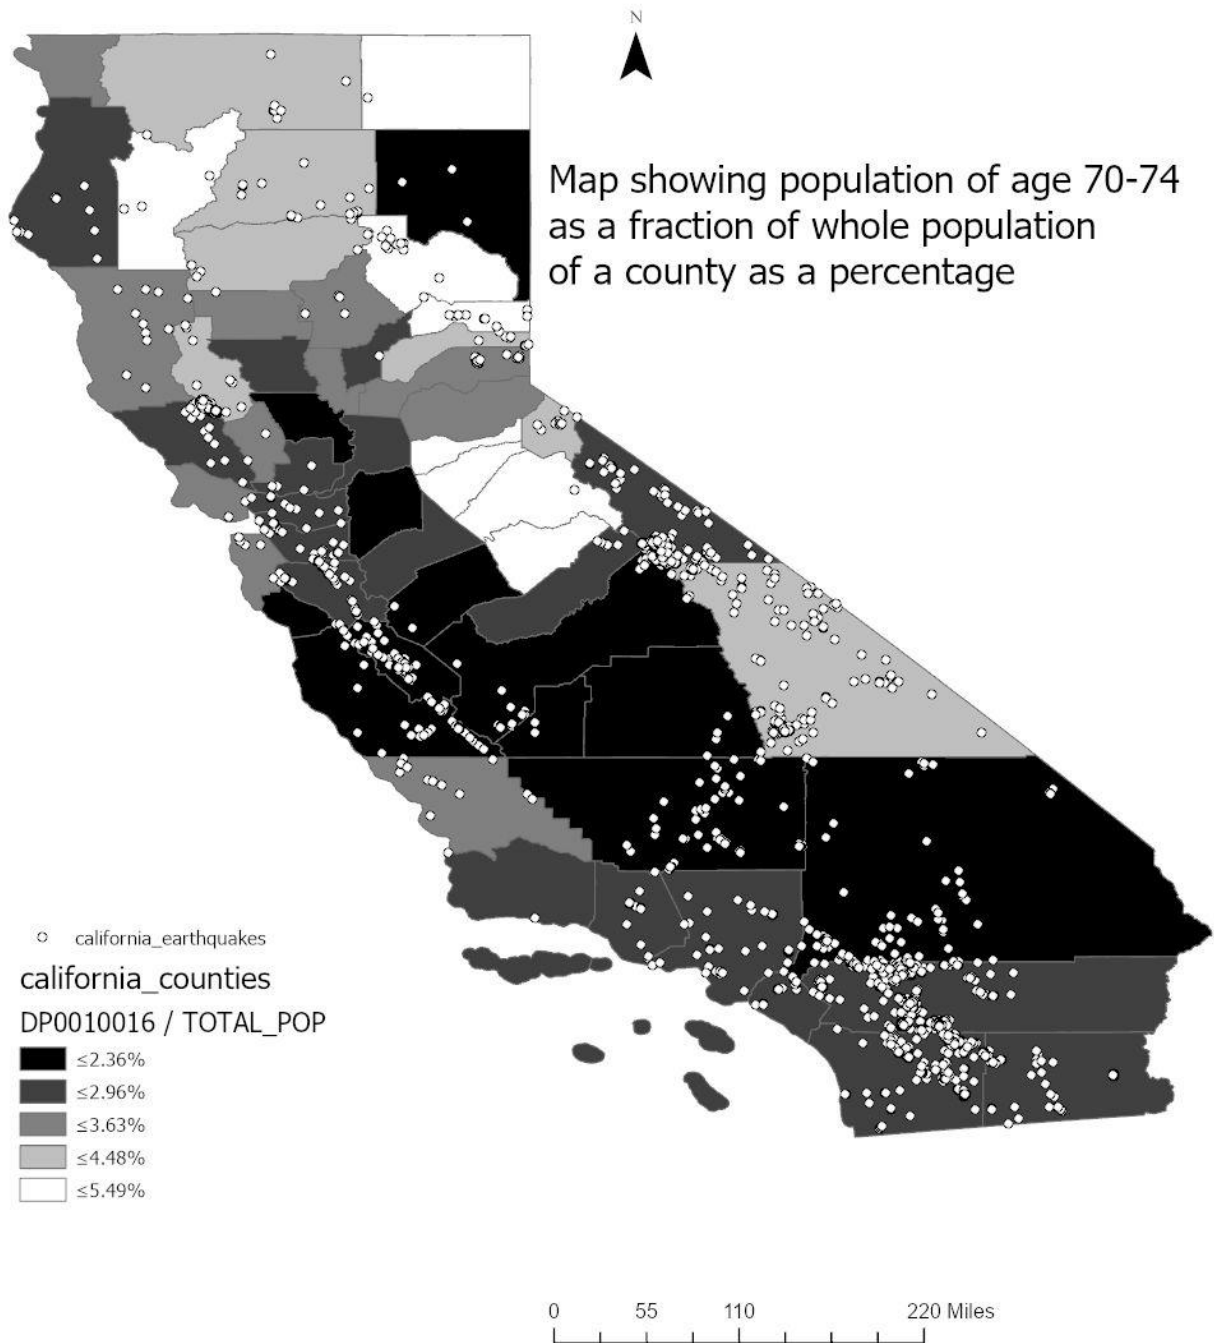 N
Map showing population of age 70-74
as a fraction of whole population
of a county as a percentage
california_earthquakes
california_counties
DP0010016 / TOTAL_POP
≤2.36%
≤2.96%
≤3.63%
≤4.48%
≤5.49%
0 55 110 220 Miles